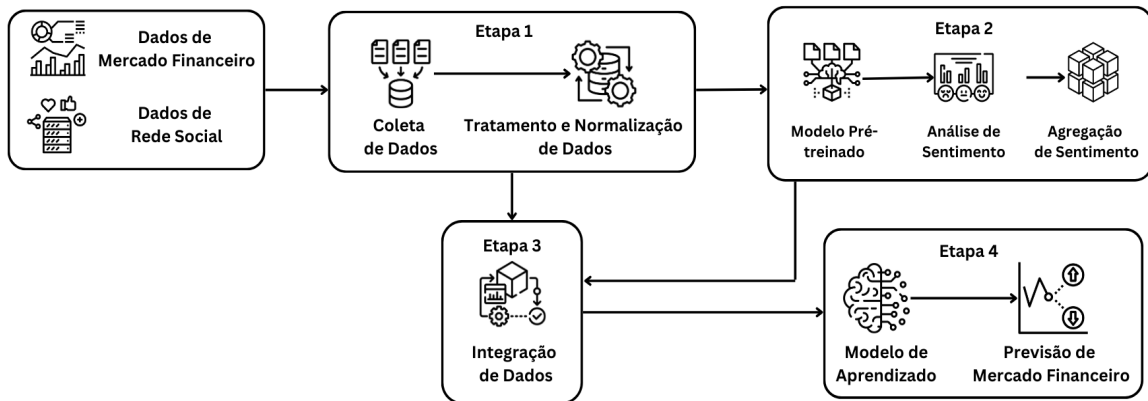 Dados de
Mercado Financeiro
Dados de
Rede Social
Etapa 1
Coleta
de Dados
Tratamento e Normalização
de Dados
Etapa 2
Modelo Pré-
treinado
Análise de
Sentimento
Agregação
de Sentimento
Etapa 3
Integração
de Dados
Etapa 4
Modelo de
Aprendizado
Previsão de
Mercado Financeiro